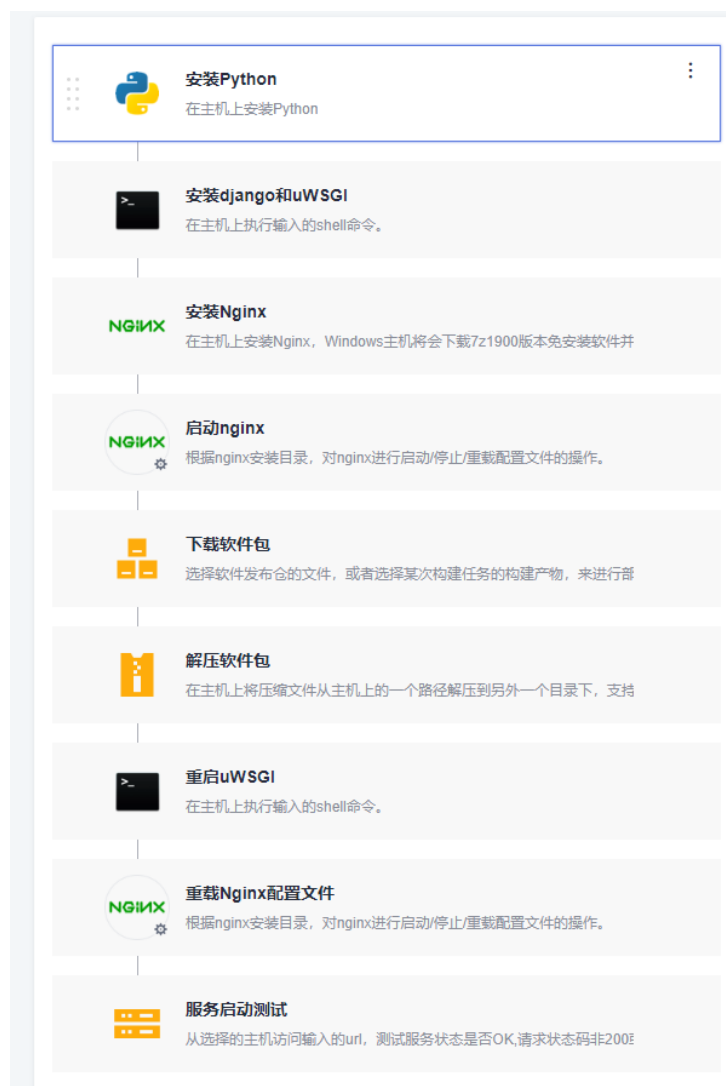 安装Python
在主机上安装Python
>_
安装django和uWSGI
在主机上执行输入的shell命令。
NGINX
安装Nginx
在主机上安装Nginx，Windows主机将会下载7z1900版本免安装软件并
NGINX
启动nginx
根据nginx安装目录，对nginx进行启动/停止/重载配置文件的操作。
下载软件包
选择软件发布仓的文件，或者选择某次构建任务的构建产物，来进行部
解压软件包
在主机上将压缩文件从主机上的一个路径解压到另外一个目录下，支持
>_
重启uWSGI
在主机上执行输入的shell命令。
NGINX
重载Nginx配置文件
根据nginx安装目录，对nginx进行启动/停止/重载配置文件的操作。
服务启动测试
从选择的主机访问输入的url，测试服务状态是否OK,请求状态码非200